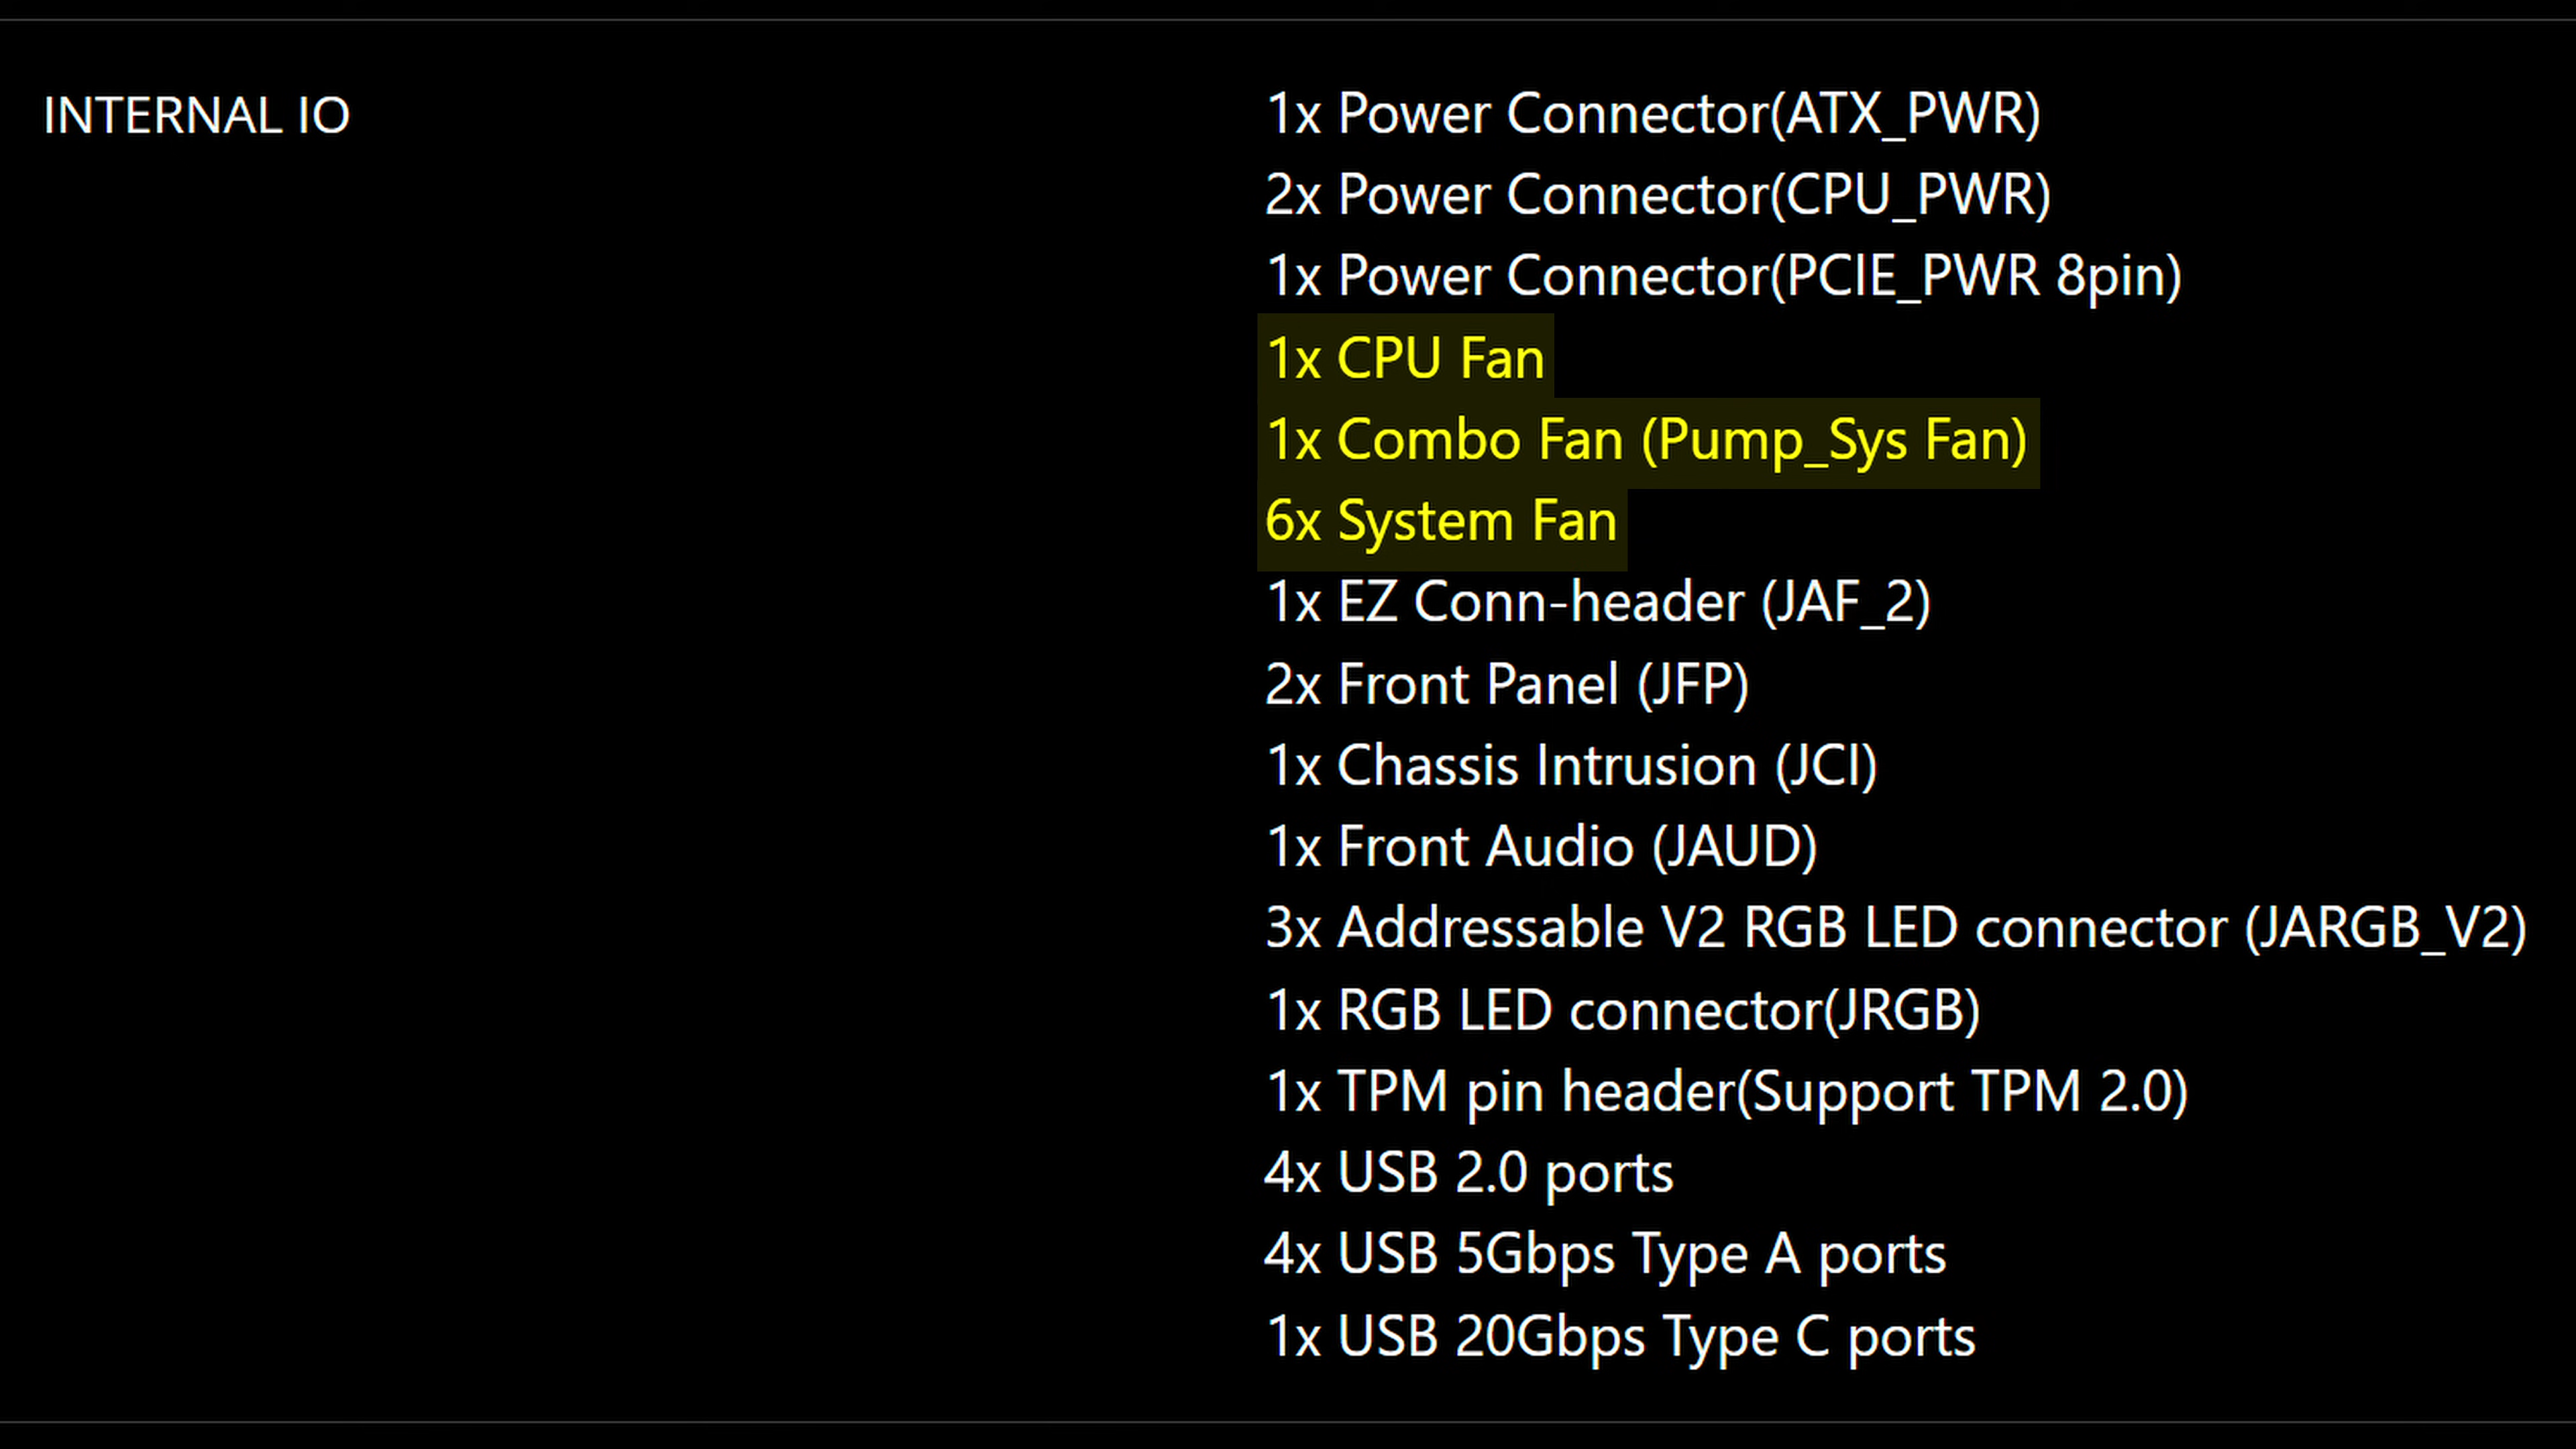 INTERNAL IO
1x Power Connector(ATX_PWR)
2x Power Connector(CPU_PWR)
1x Power Connector(PCIE_PWR 8pin)
1x CPU Fan
1x Combo Fan (Pump_Sys Fan)
6x System Fan
1x EZ Conn-header (JAF_2)
2x Front Panel (JFP)
1x Chassis Intrusion (JCI)
1x Front Audio (JAUD)
3x Addressable V2 RGB LED connector (JARGB_V2)
1x RGB LED connector(JRGB)
1x TPM pin header(Support TPM 2.0)
4x USB 2.0 ports
4x USB 5Gbps Type A ports
1x USB 20Gbps Type C ports